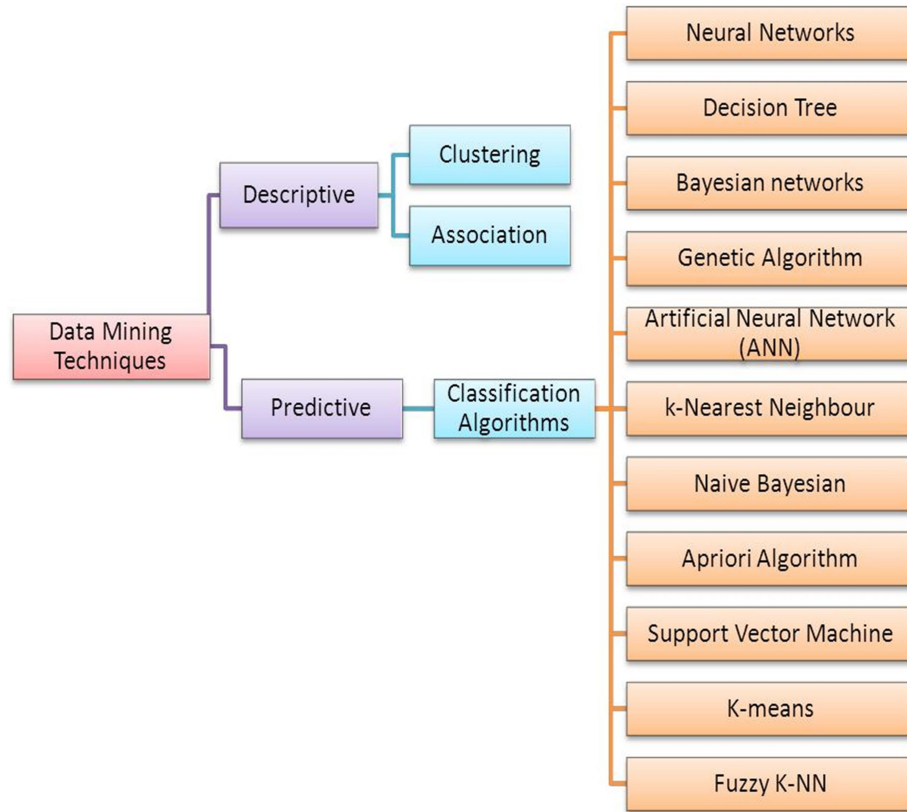 Data Mining
Techniques
Descriptive
Predictive
Clustering
Association
Classification
Algorithms
Neural Networks
Decision Tree
Bayesian networks
Genetic Algorithm
Artificial Neural Network
(ANN)
k-Nearest Neighbour
Naive Bayesian
Apriori Algorithm
Support Vector Machine
K-means
Fuzzy K-NN